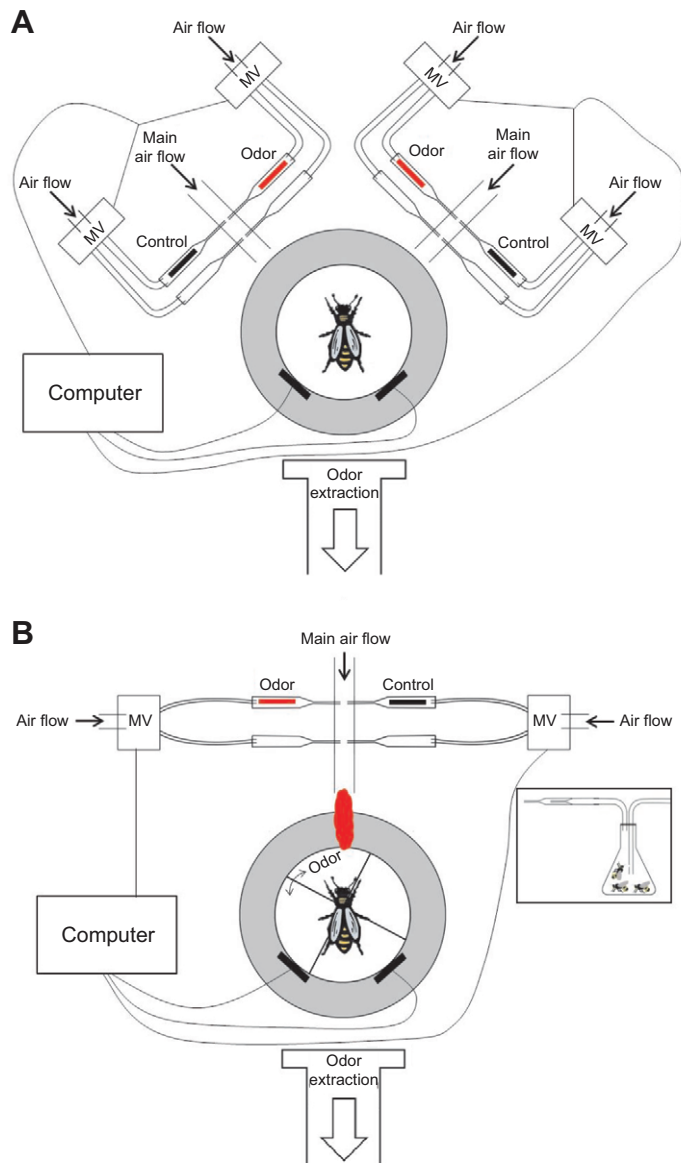 A
Air flow
Air flow
MV
MV
Main
air flow
Odor
Odor
Main
air flow
Air flow
Air flow
MV
Control
Control
MV
Computer
Odor
extraction
B
Main air flow
Odor
Control
Air flow
MV
MV
Air flow
Odor
Computer
Odor
extraction